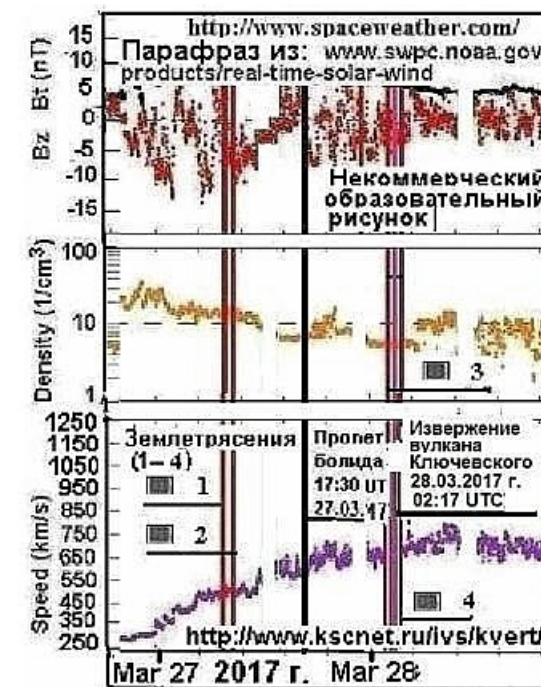 http://www.spaceweather.com/
Парафраз из: www.swpc.noaa.gov
products/real-time-solar-wind
Bz Bt (nT)
15
10
5
0
-5
-10
-15
Некоммерческий
образовательный
рисунок
Density (1/cm³)
100
10
1
3
Speed (km/s)
1250
1150
1050
950
850
750
650
550
450
350
250
Землетрясения
(1–4)
1
2
Пролет
болида
17:30 UT
27.03.17
Извержение
вулкана
Ключевского
28.03.2017 г.
02:17 UTC
4
http://www.kscnet.ru/ivs/kvert/
Mar 27 2017 г. Mar 28